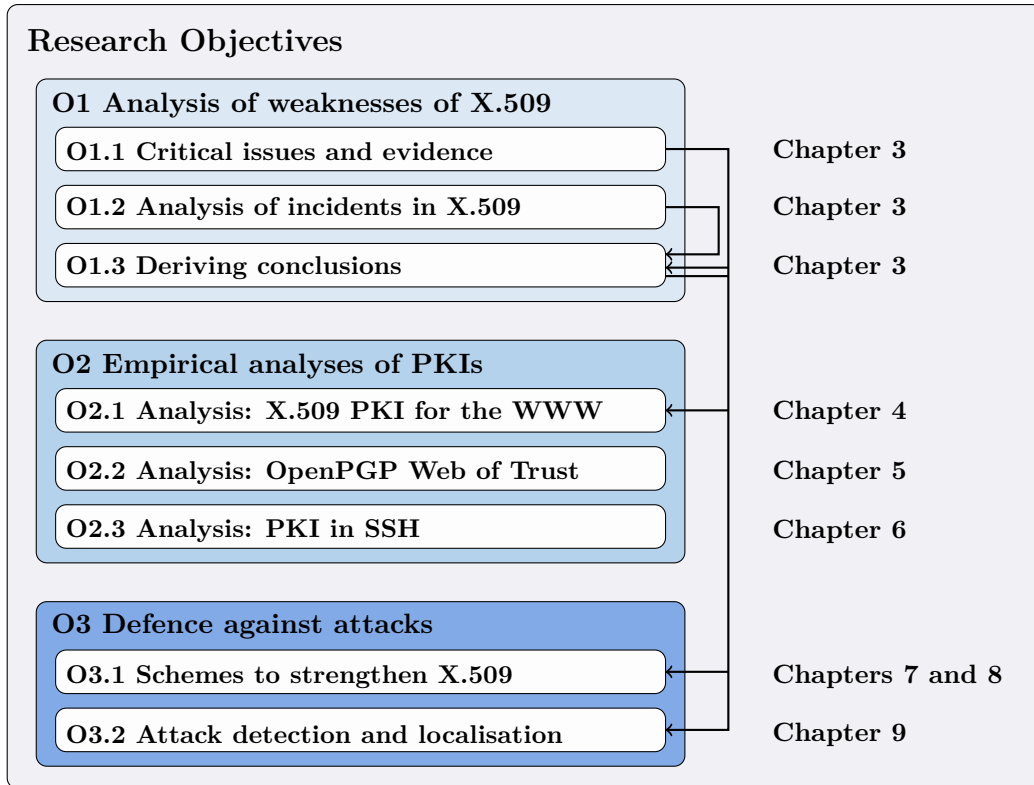 Research Objectives
O1 Analysis of weaknesses of X.509
O1.1 Critical issues and evidence
Chapter 3
O1.2 Analysis of incidents in X.509
Chapter 3
O1.3 Deriving conclusions
Chapter 3
O2 Empirical analyses of PKIs
O2.1 Analysis: X.509 PKI for the WWW
Chapter 4
O2.2 Analysis: OpenPGP Web of Trust
Chapter 5
O2.3 Analysis: PKI in SSH
Chapter 6
O3 Defence against attacks
O3.1 Schemes to strengthen X.509
Chapters 7 and 8
O3.2 Attack detection and localisation
Chapter 9